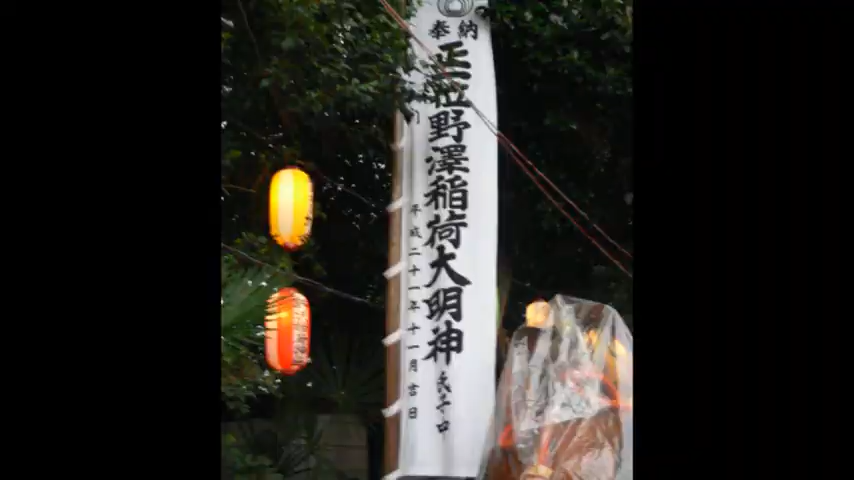 奉納
正一位野澤稲荷大明神
氏子
平成二十一年十一月吉日